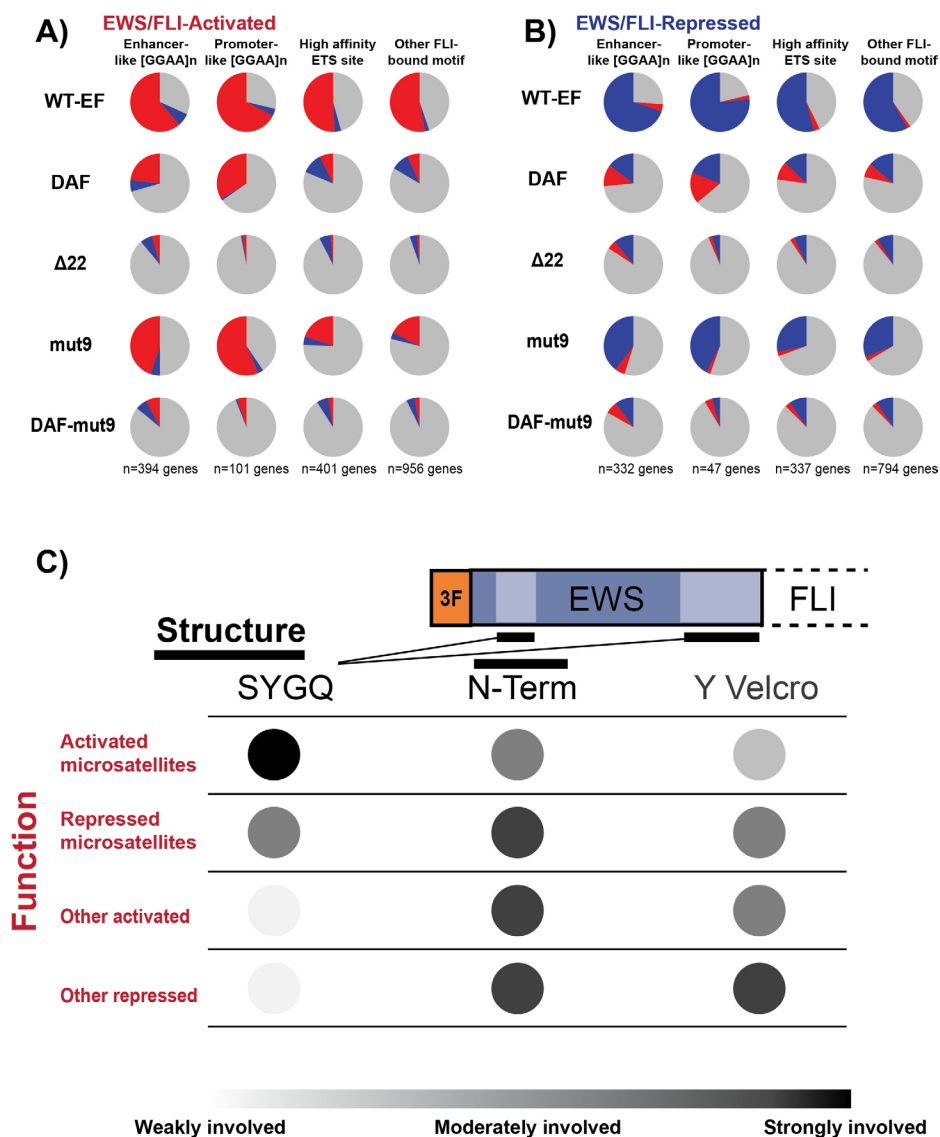 A)
EWS/FLI-Activated
Enhancer-
like [GGAA]n
Promoter-
like [GGAA]n
High affinity
ETS site
Other FLI-
bound motif
WT-EF
DAF
Δ22
mut9
DAF-mut9
n=394 genes
n=101 genes
n=401 genes
n=956 genes
B)
EWS/FLI-Repressed
Enhancer-
like [GGAA]n
Promoter-
like [GGAA]n
High affinity
ETS site
Other FLI-
bound motif
WT-EF
DAF
Δ22
mut9
DAF-mut9
n=332 genes
n=47 genes
n=337 genes
n=794 genes
C)
3F
EWS
FLI
Structure
SYGQ
N-Term
Y Velcro
Function
Activated
microsatellites
Repressed
microsatellites
Other activated
Other repressed
Weakly involved
Moderately involved
Strongly involved